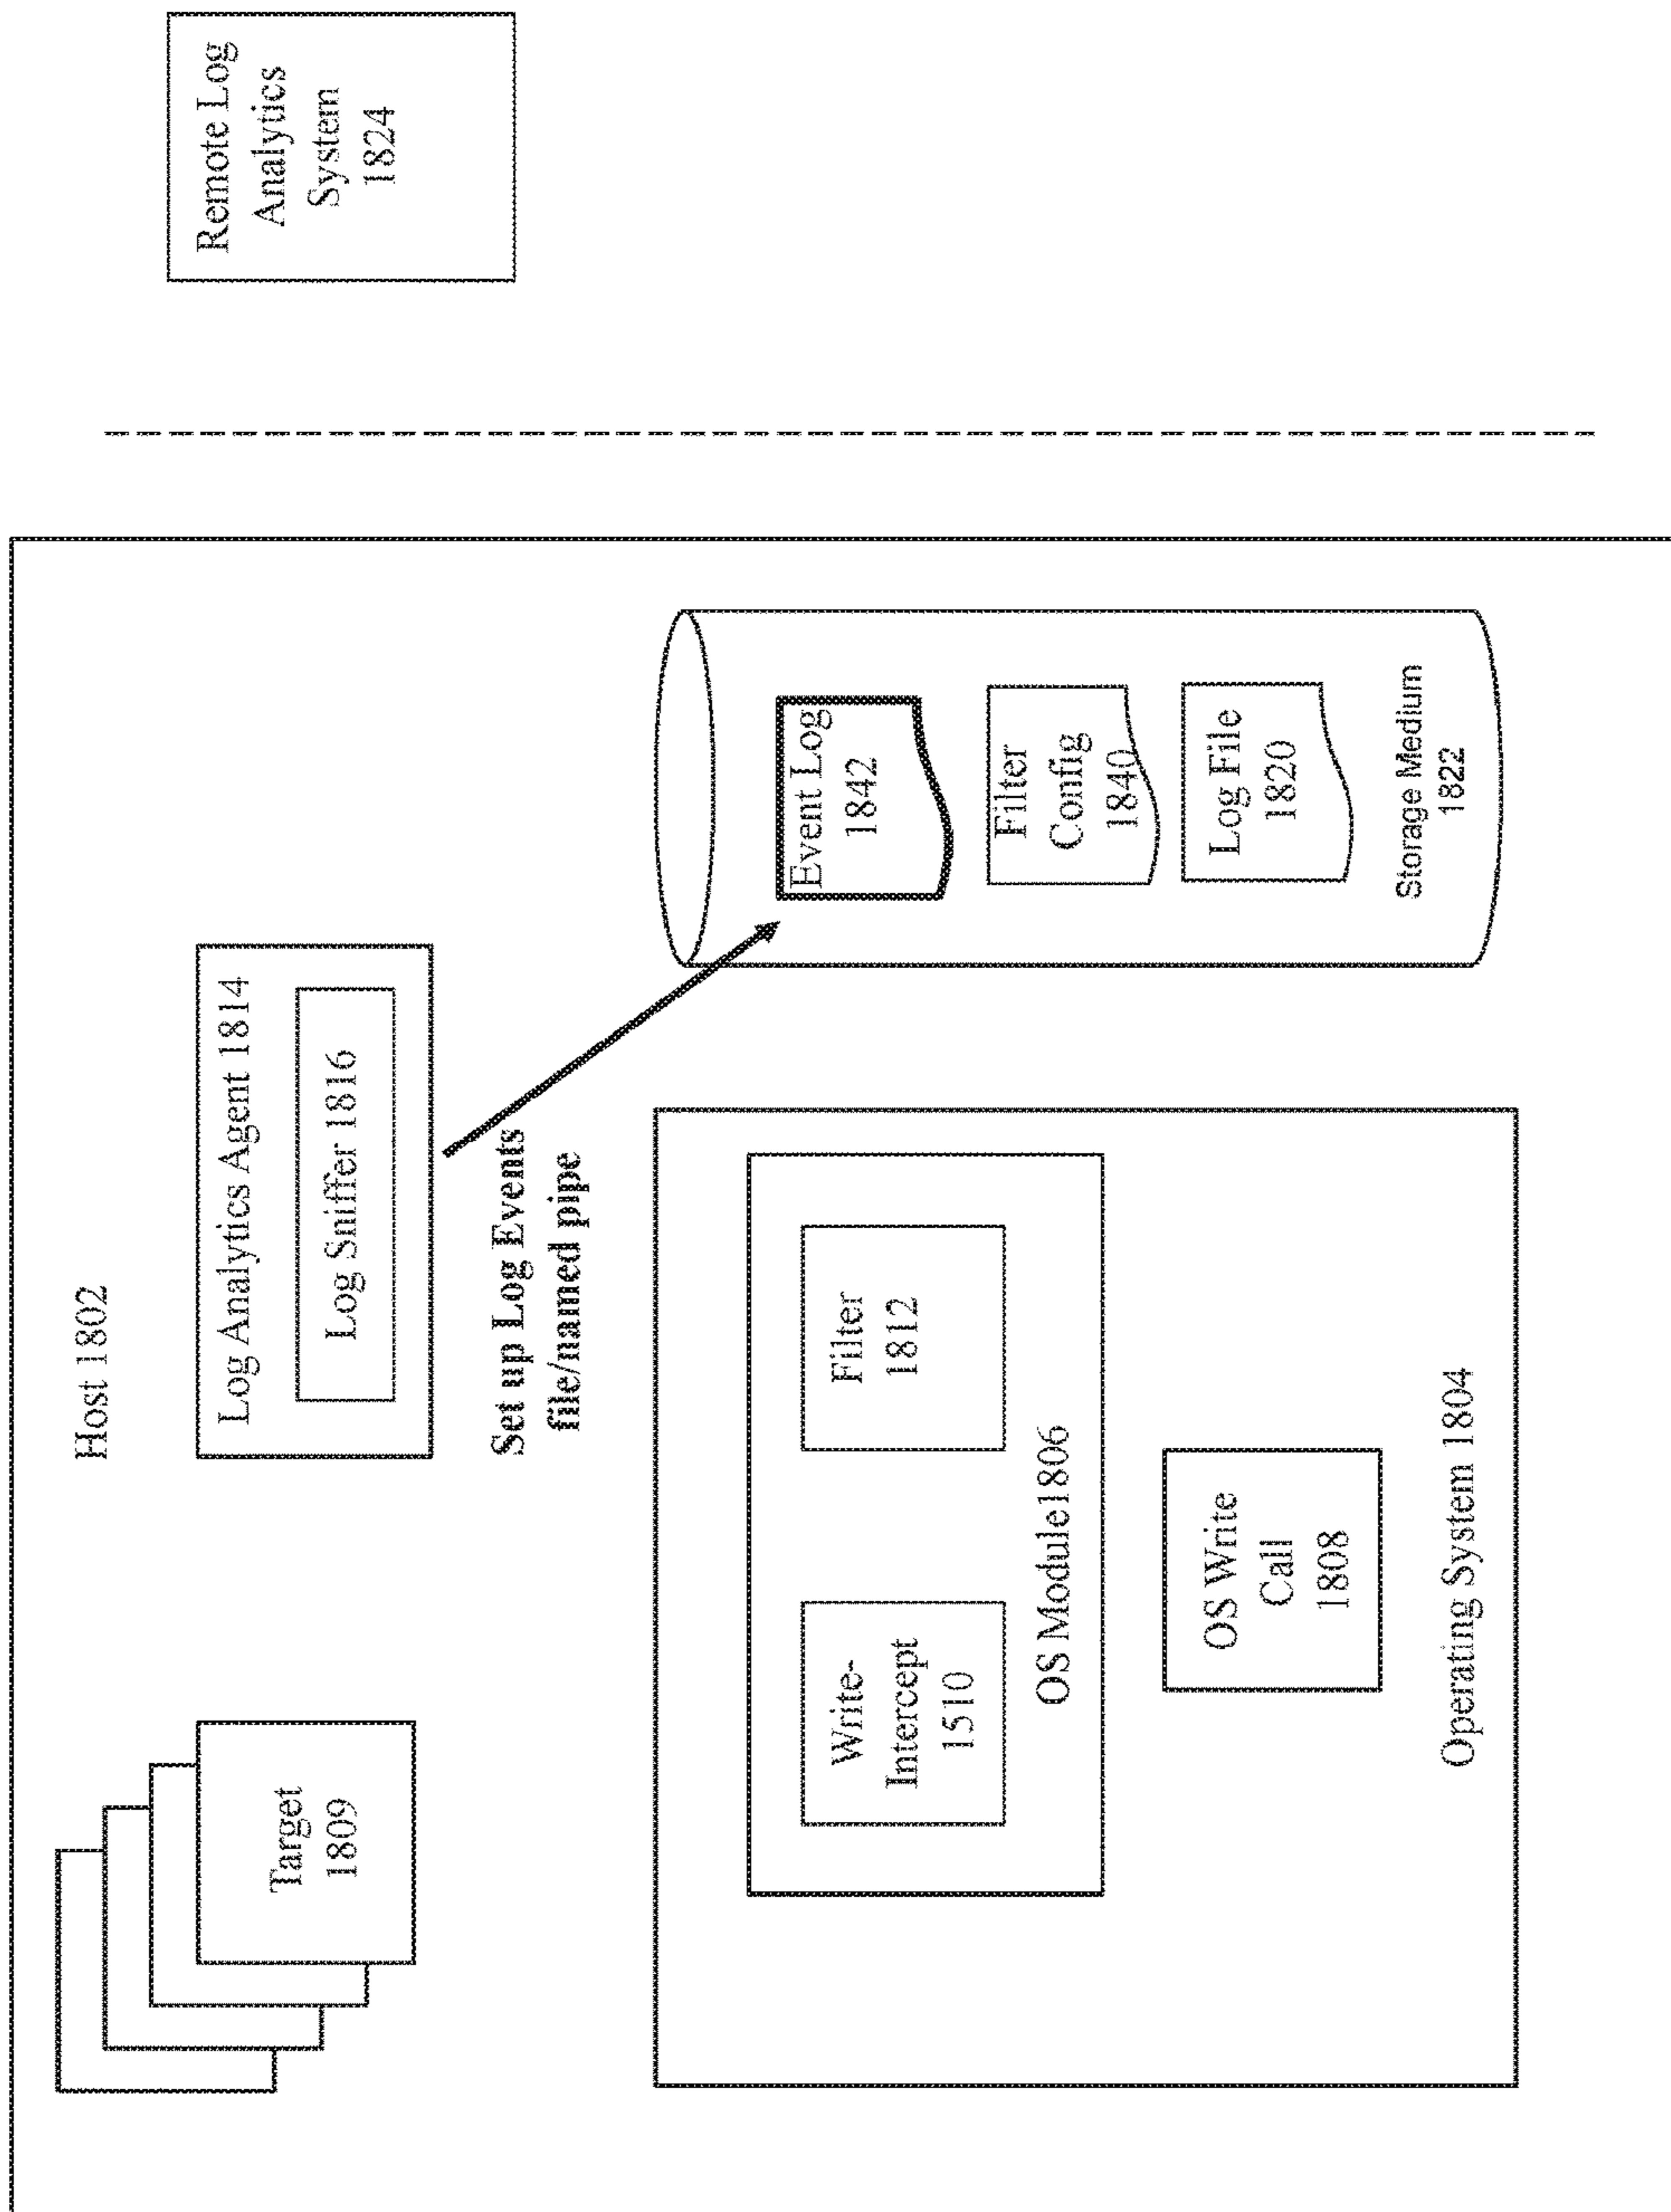 Host 1802
Remote Log
Analytics
System
1824
Target
1809
Log Analytics Agent 1814
Log Sniffer 1816
Set up Log Events
file/named pipe
Write-
Intercept
1510
Filter
1812
OS Module1806
OS Write
Call
1808
Operating System 1804
Event Log
1842
Filter
Config
1840
Log File
1820
Storage Medium
1822